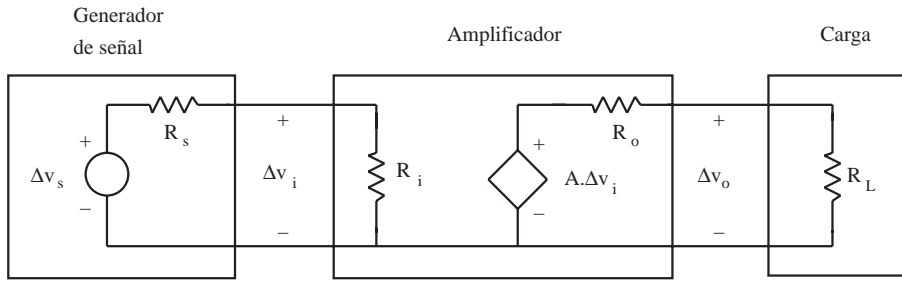 Generador
de señal
Amplificador
Carga
+
Δv s
−
R s
+
Δv i
−
R i
+
A.Δv i
−
R o
+
Δv o
−
R L